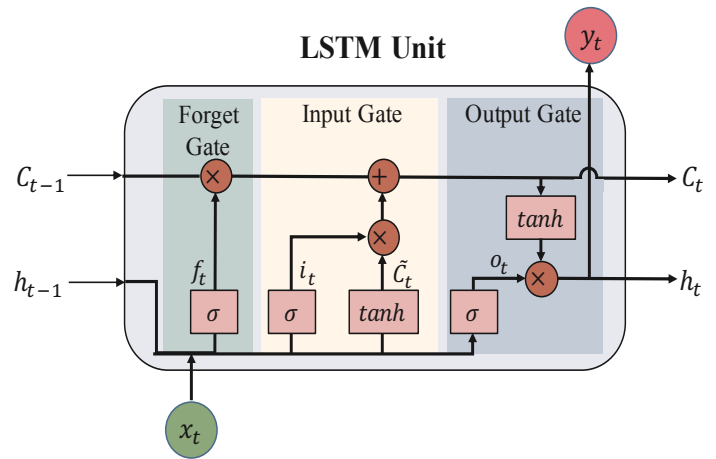 LSTM Unit
y_t
Forget
Gate
Input Gate
Output Gate
C_{t-1}
×
+
C_t
tanh
×
h_{t-1}
f_t
i_t
C̃_t
o_t
×
h_t
σ
σ
tanh
σ
x_t